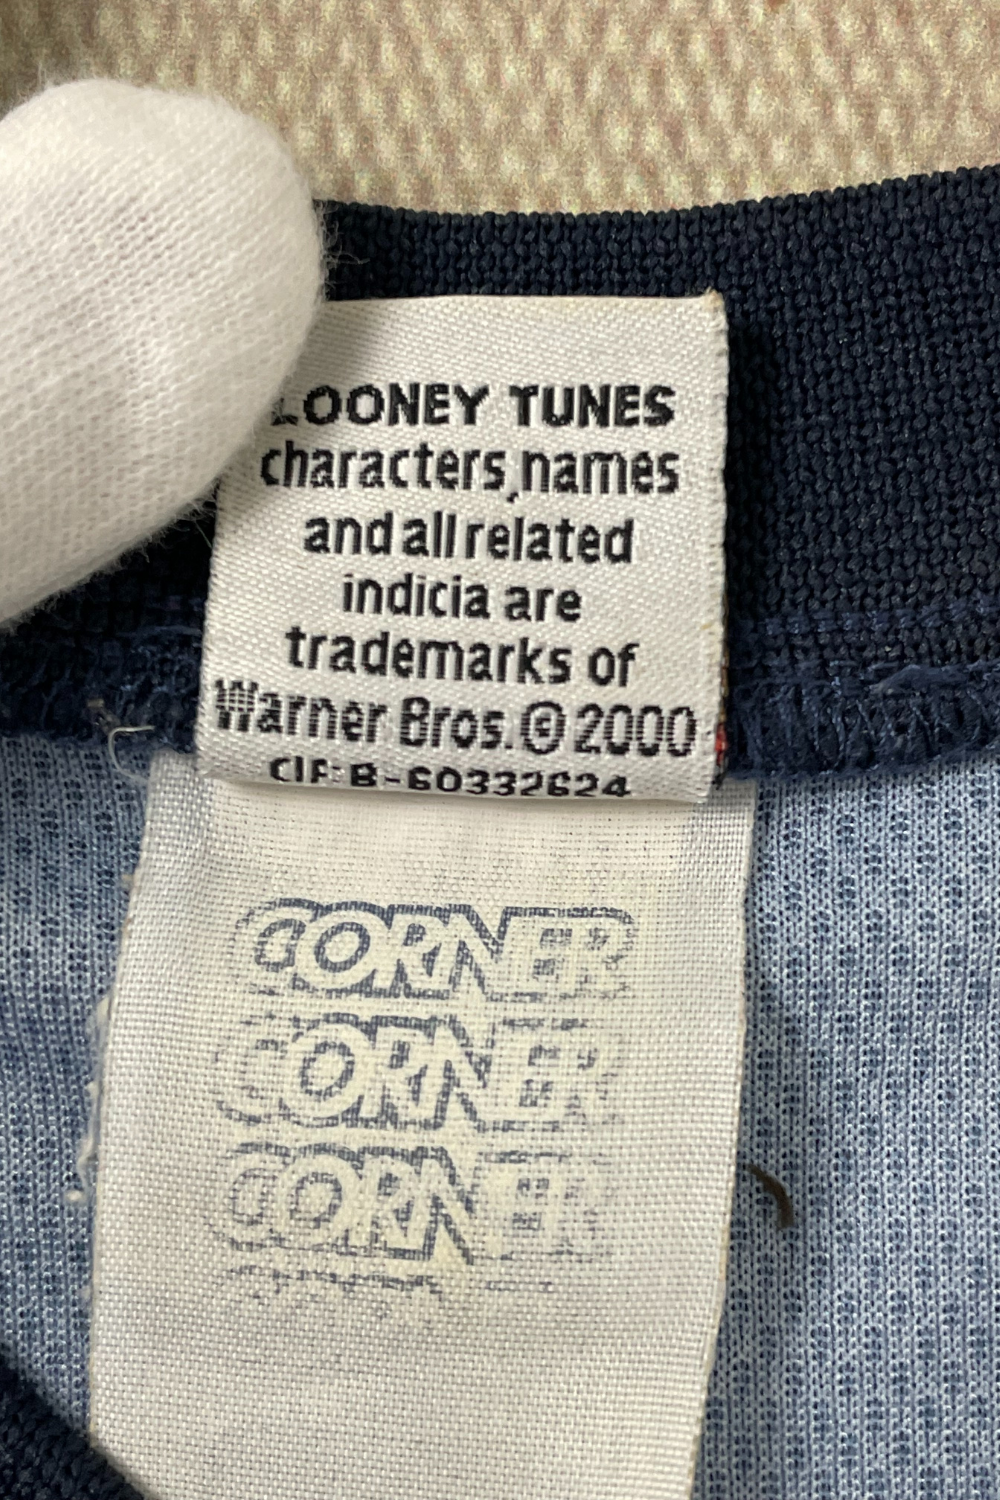 LOONEY TUNES
characters, names
and all related
indicia are
trademarks of
Warner Bros. © 2000
CIF: B-60332624
CORNER
CORNER
CORNER